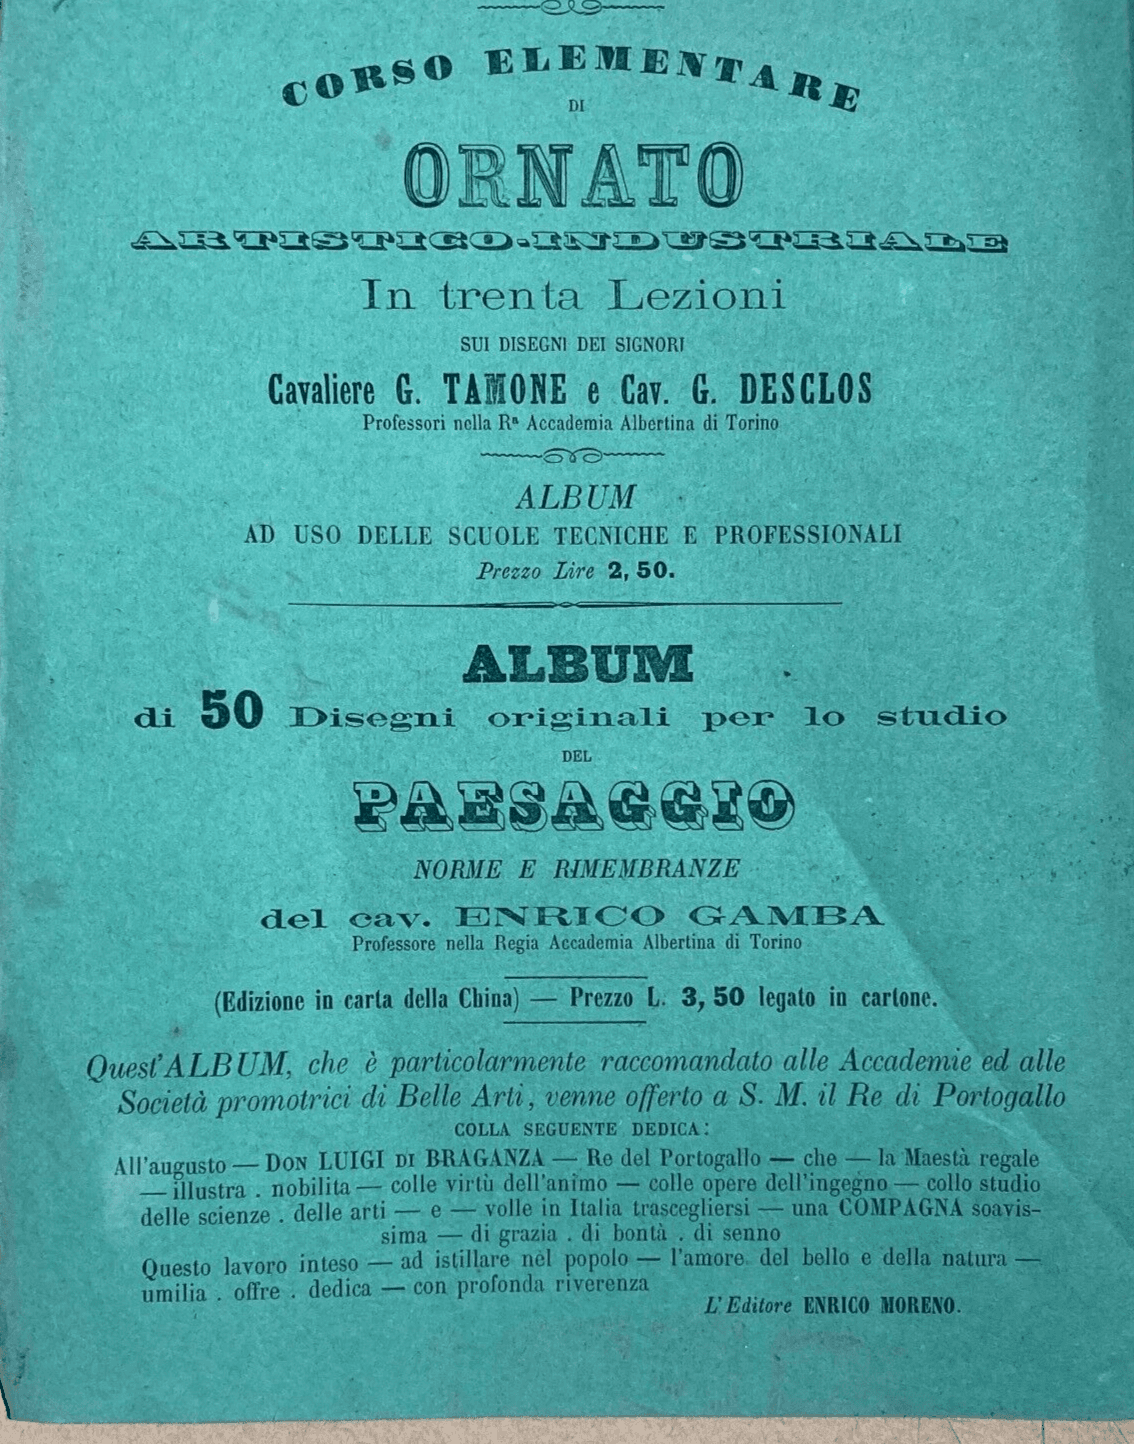 CORSO ELEMENTARE
DI
ORNATO
ARTISTICO-INDUSTRIALE
In trenta Lezioni
SUI DISEGNI DEI SIGNORI
Cavaliere G. TAMONE e Cav. G. DESCLOS
Professori nella Rª Accademia Albertina di Torino
ALBUM
AD USO DELLE SCUOLE TECNICHE E PROFESSIONALI
Prezzo Lire 2, 50.
ALBUM
di 50 Disegni originali per lo studio
DEL
PAESAGGIO
NORME E RIMEMBRANZE
del cav. ENRICO GAMBA
Professore nella Regia Accademia Albertina di Torino
(Edizione in carta della China) — Prezzo L. 3, 50 legato in cartone.
Quest'ALBUM, che è particolarmente raccomandato alle Accademie ed alle
Società promotrici di Belle Arti, venne offerto a S. M. il Re di Portogallo
COLLA SEGUENTE DEDICA:
All'augusto — DON LUIGI DI BRAGANZA — Re del Portogallo — che — la Maestà regale
— illustra . nobilita — colle virtù dell'animo — colle opere dell'ingegno — collo studio
delle scienze . delle arti — e — volle in Italia trascegliersi — una COMPAGNA soavis-
sima — di grazia . di bontà . di senno
Questo lavoro inteso — ad istillare nel popolo — l'amore del bello e della natura —
umilia . offre . dedica — con profonda riverenza
L'Editore ENRICO MORENO.